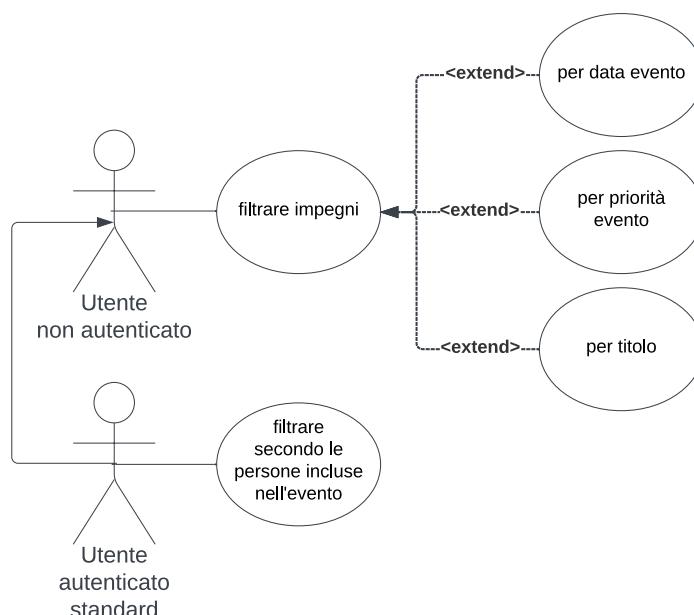 <extend>
per data evento
filtrare impegni
<extend>
per priorità
evento
Utente
non autenticato
<extend>
per titolo
filtrare
secondo le
persone incluse
nell'evento
Utente
autenticato
standard